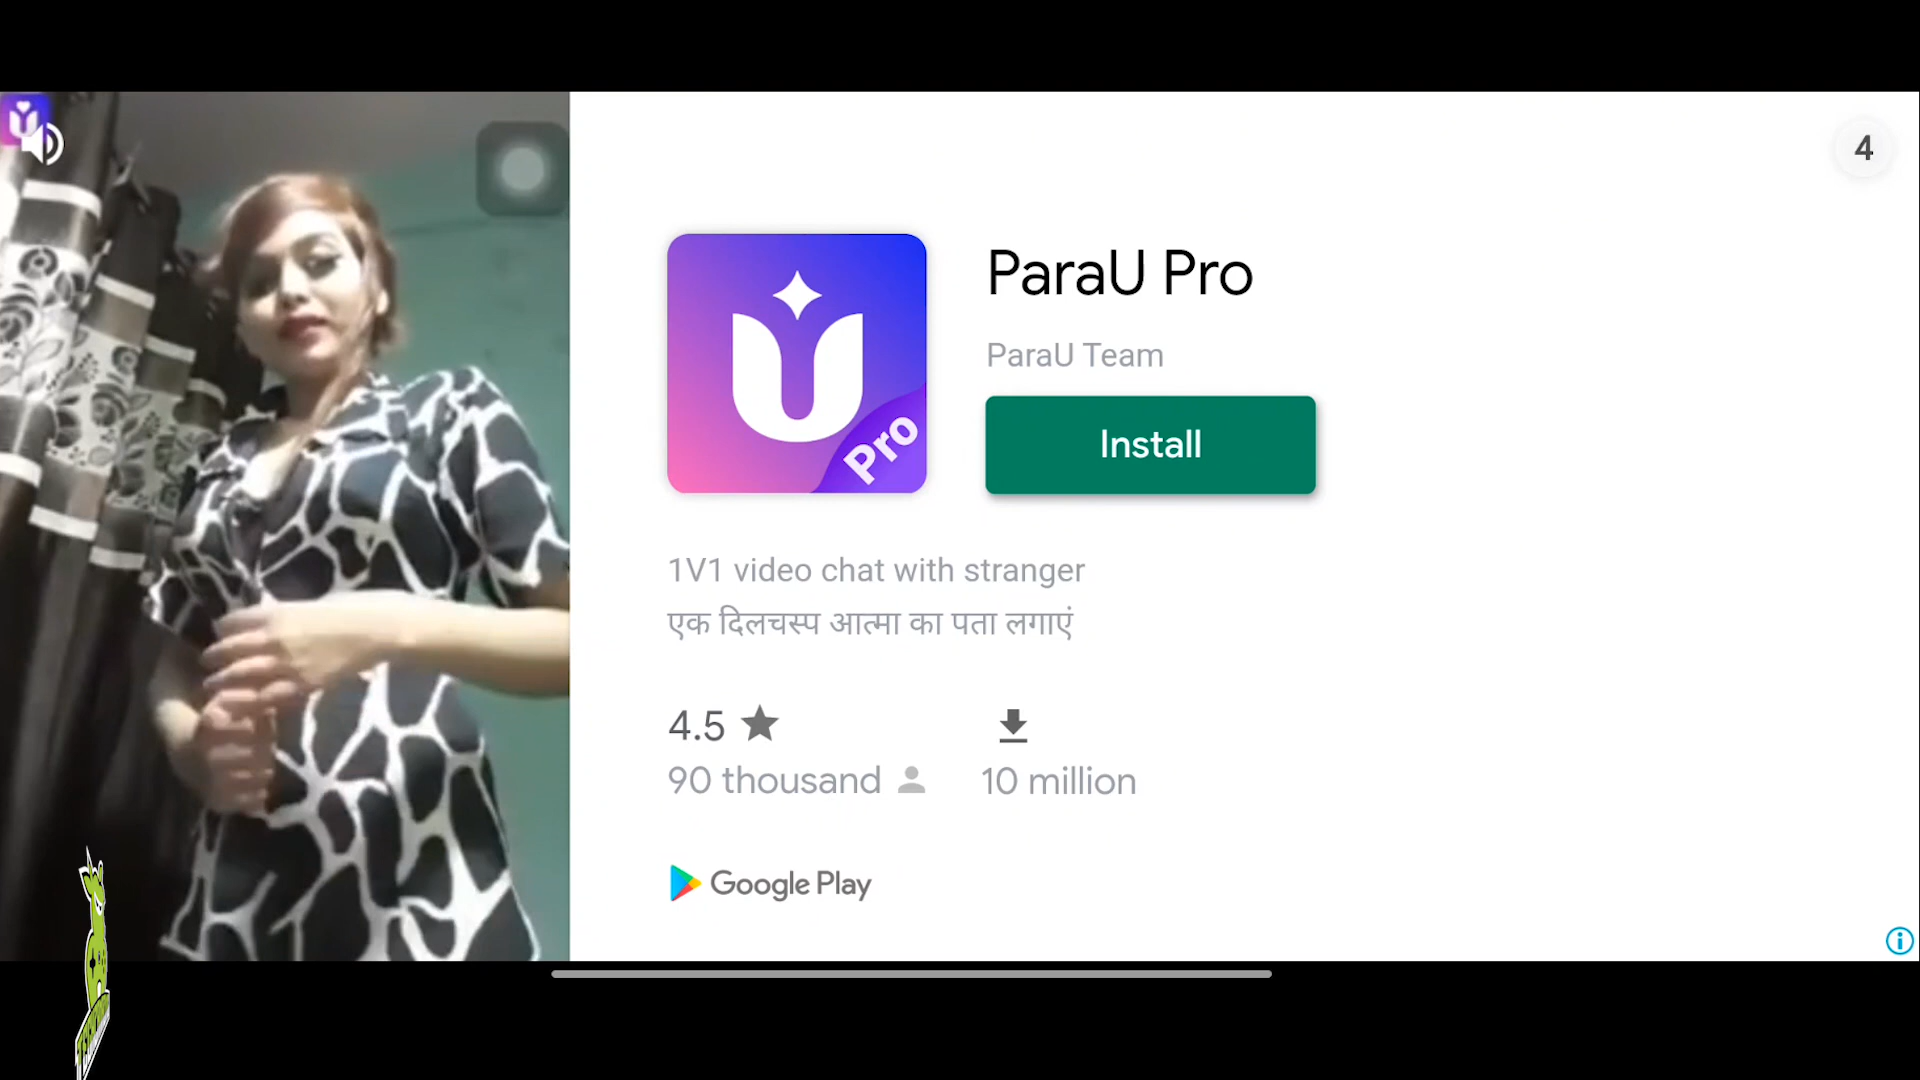 4
ParaU Pro
ParaU Team
Install
Pro
1V1 video chat with stranger
एक दिलचस्प आत्मा का पता लगाएं
4.5
90 thousand
10 million
Google Play